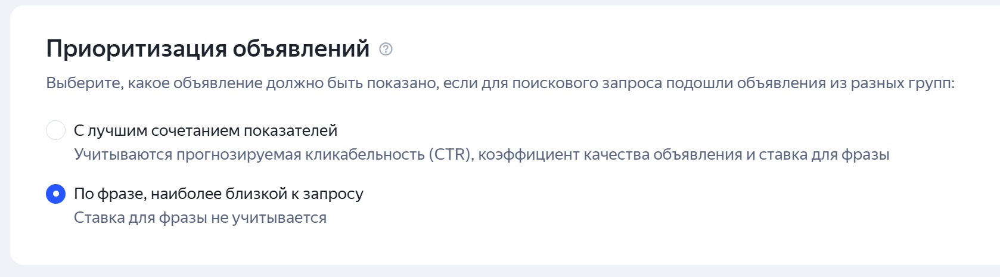 Приоритизация объявлений ?
Выберите, какое объявление должно быть показано, если для поискового запроса подошли объявления из разных групп:
С лучшим сочетанием показателей
Учитываются прогнозируемая кликабельность (CTR), коэффициент качества объявления и ставка для фразы
По фразе, наиболее близкой к запросу
Ставка для фразы не учитывается